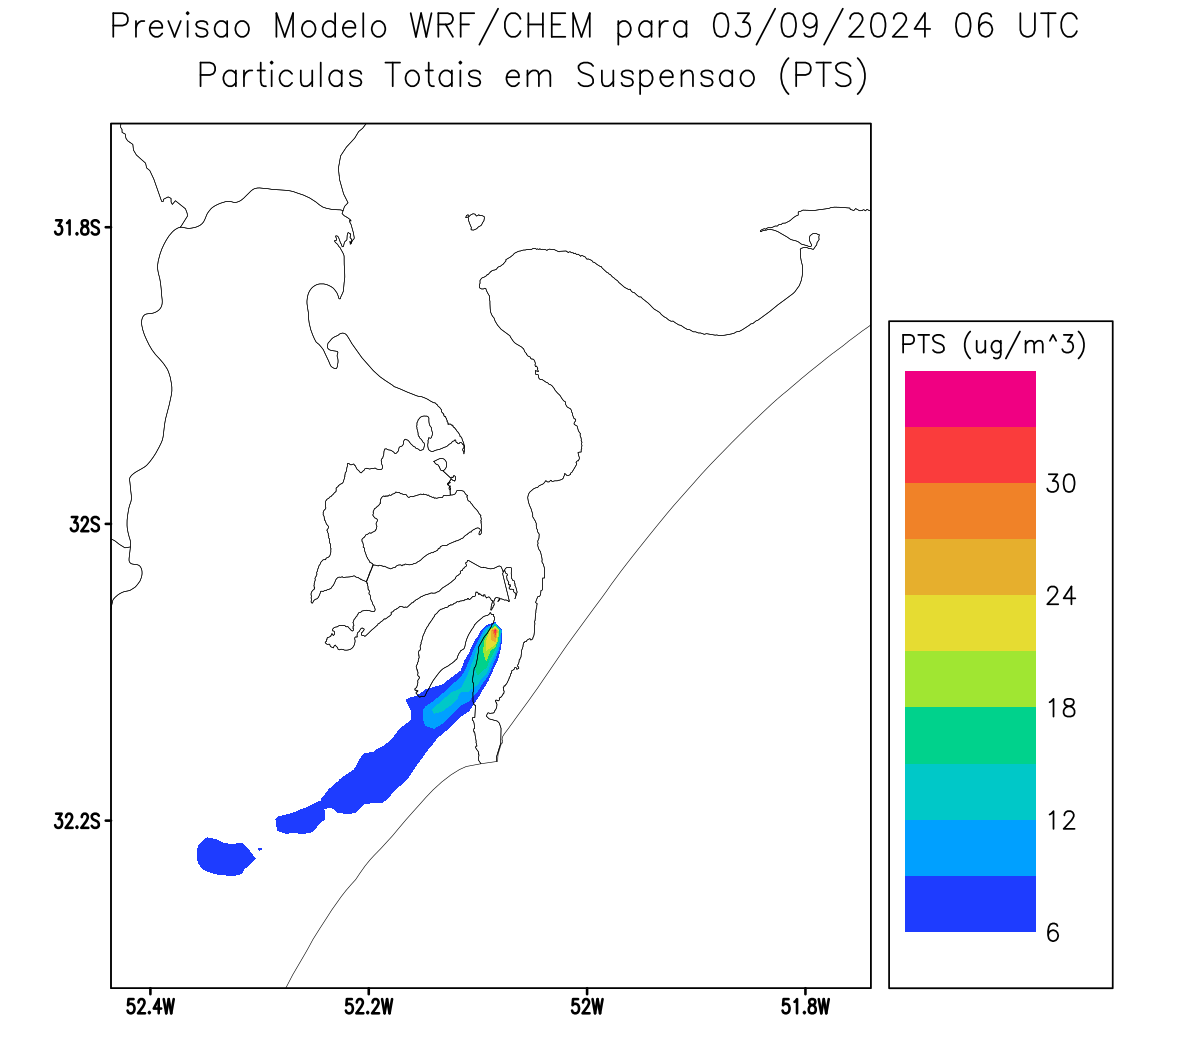 Previsao Modelo WRF/CHEM para 03/09/2024 06 UTC
Particulas Totais em Suspensao (PTS)
31.8S
32S
32.2S
52.4W
52.2W
52W
51.8W
PTS (ug/m^3)
30
24
18
12
6